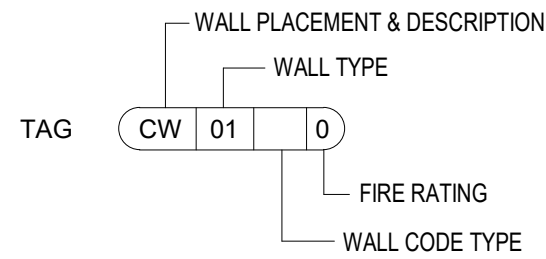 WALL PLACEMENT & DESCRIPTION
WALL TYPE
TAG CW 01 0
FIRE RATING
WALL CODE TYPE